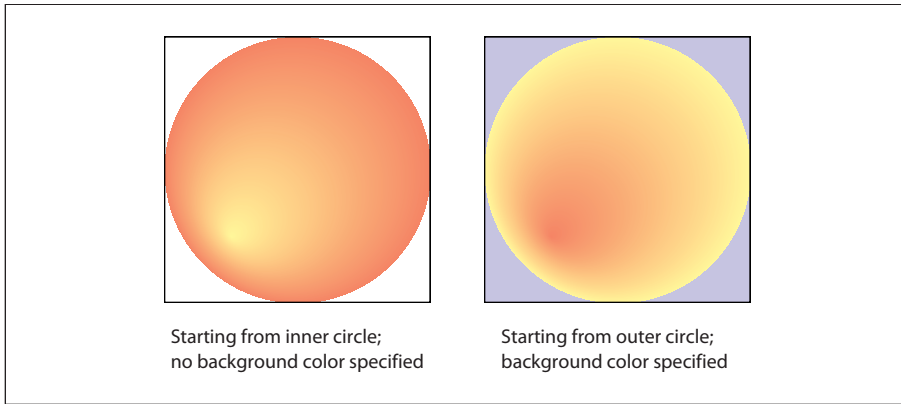 Starting from inner circle;
no background color specified
Starting from outer circle;
background color specified